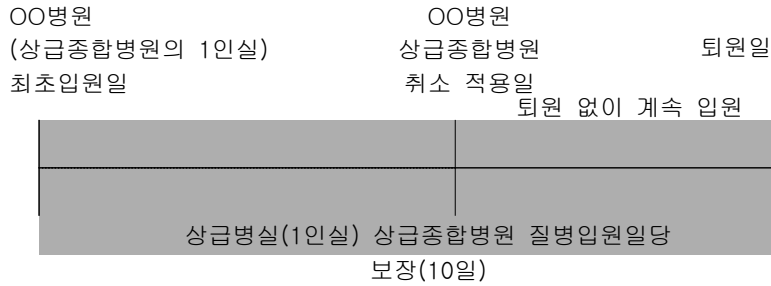 OO병원
(상급종합병원의 1인실)
최초입원일
OO병원
상급종합병원
취소 적용일
퇴원일
퇴원 없이 계속 입원
상급병실(1인실) 상급종합병원 질병입원일당
보장(10일)